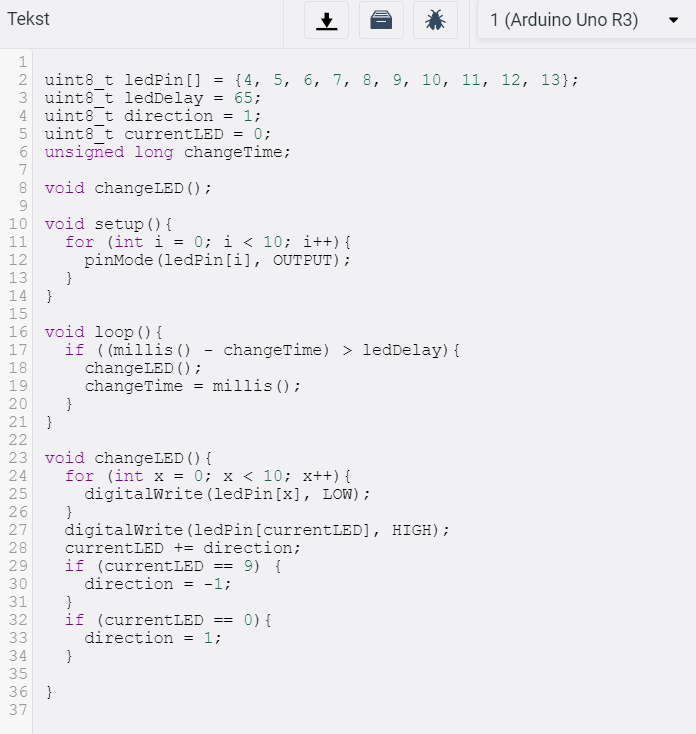 Tekst
1 (Arduino Uno R3)
1
2 uint8_t ledPin[] = {4, 5, 6, 7, 8, 9, 10, 11, 12, 13};
3 uint8_t ledDelay = 65;
4 uint8_t direction = 1;
5 uint8_t currentLED = 0;
6 unsigned long changeTime;
7
8 void changeLED();
9
10 void setup(){
11   for (int i = 0; i < 10; i++){
12     pinMode(ledPin[i], OUTPUT);
13   }
14 }
15
16 void loop(){
17   if ((millis() - changeTime) > ledDelay){
18     changeLED();
19     changeTime = millis();
20   }
21 }
22
23 void changeLED(){
24   for (int x = 0; x < 10; x++){
25     digitalWrite(ledPin[x], LOW);
26   }
27   digitalWrite(ledPin[currentLED], HIGH);
28   currentLED += direction;
29   if (currentLED == 9) {
30     direction = -1;
31   }
32   if (currentLED == 0){
33     direction = 1;
34   }
35
36 }
37